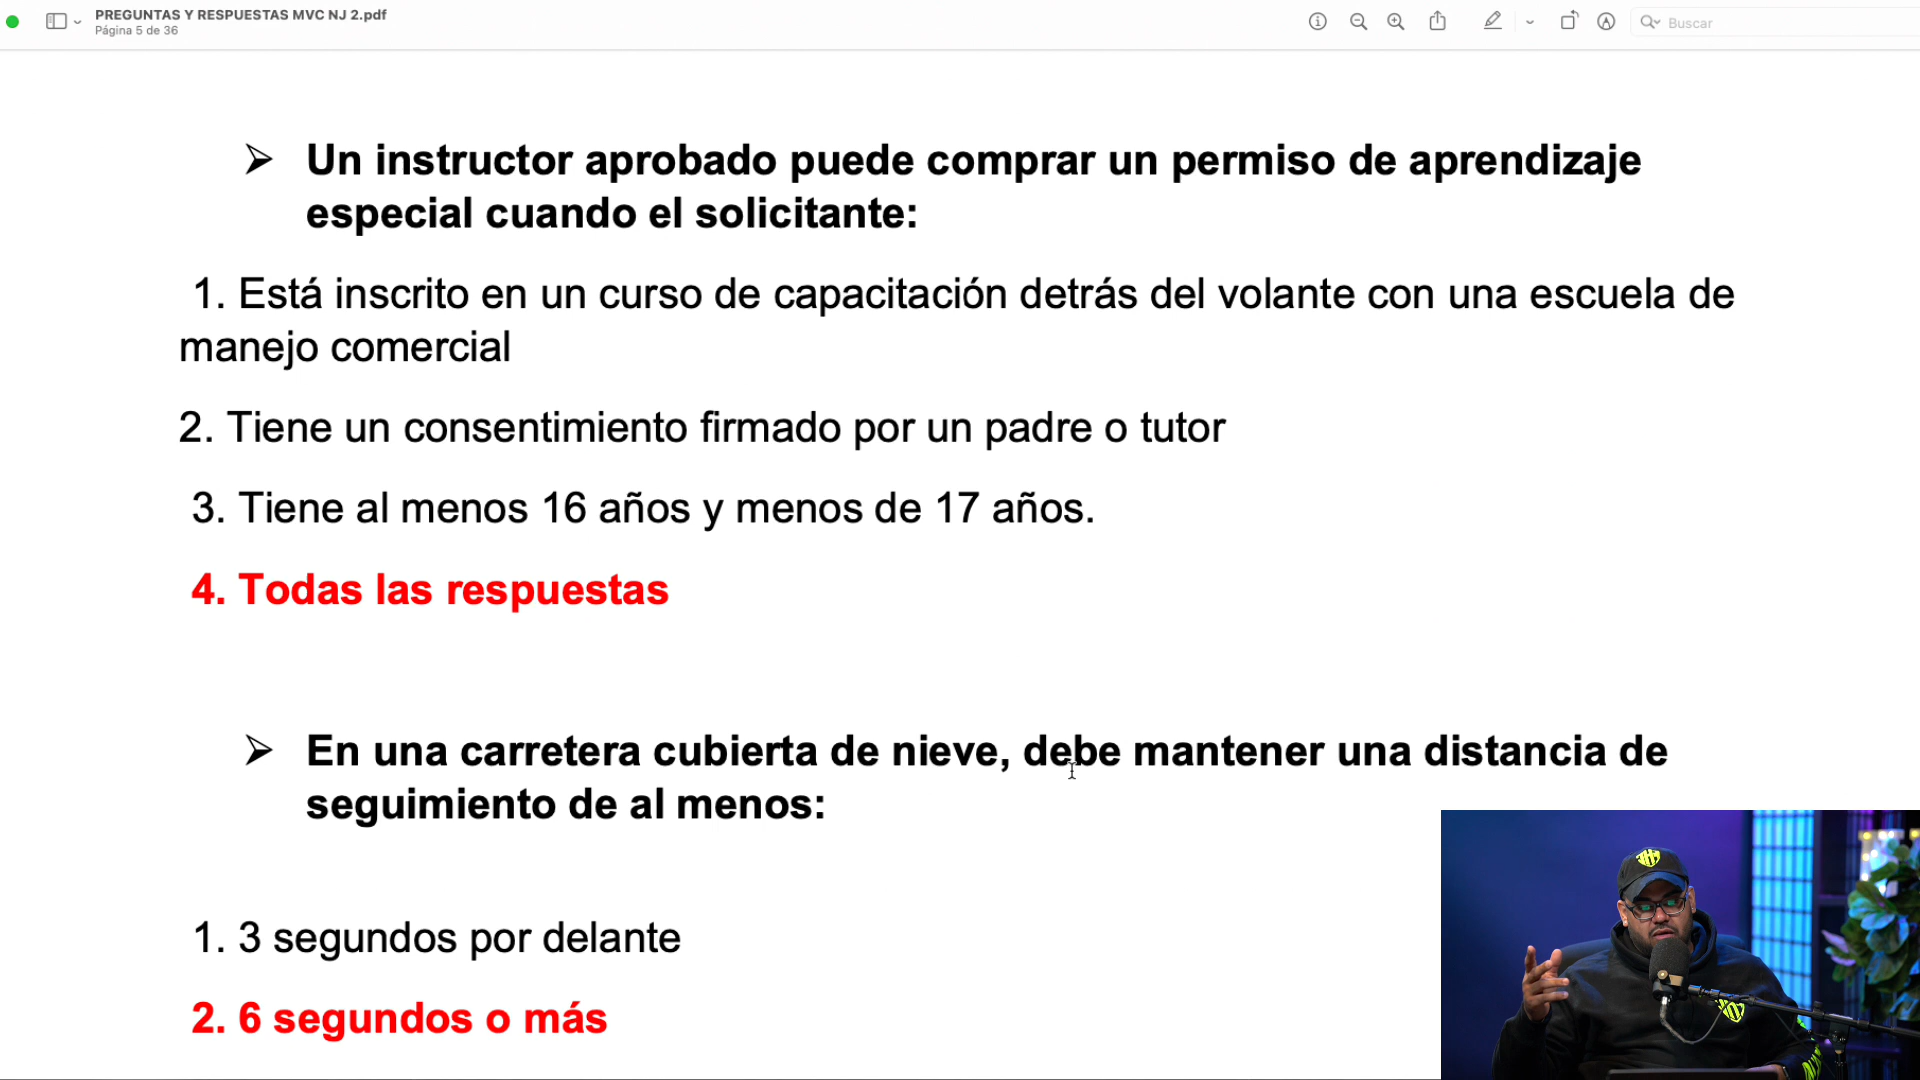 PREGUNTAS Y RESPUESTAS MVC NJ 2.pdf
Página 5 de 36
Buscar
➢ Un instructor aprobado puede comprar un permiso de aprendizaje
especial cuando el solicitante:
1. Está inscrito en un curso de capacitación detrás del volante con una escuela de
manejo comercial
2. Tiene un consentimiento firmado por un padre o tutor
3. Tiene al menos 16 años y menos de 17 años.
4. Todas las respuestas
➢ En una carretera cubierta de nieve, debe mantener una distancia de
seguimiento de al menos:
1. 3 segundos por delante
2. 6 segundos o más